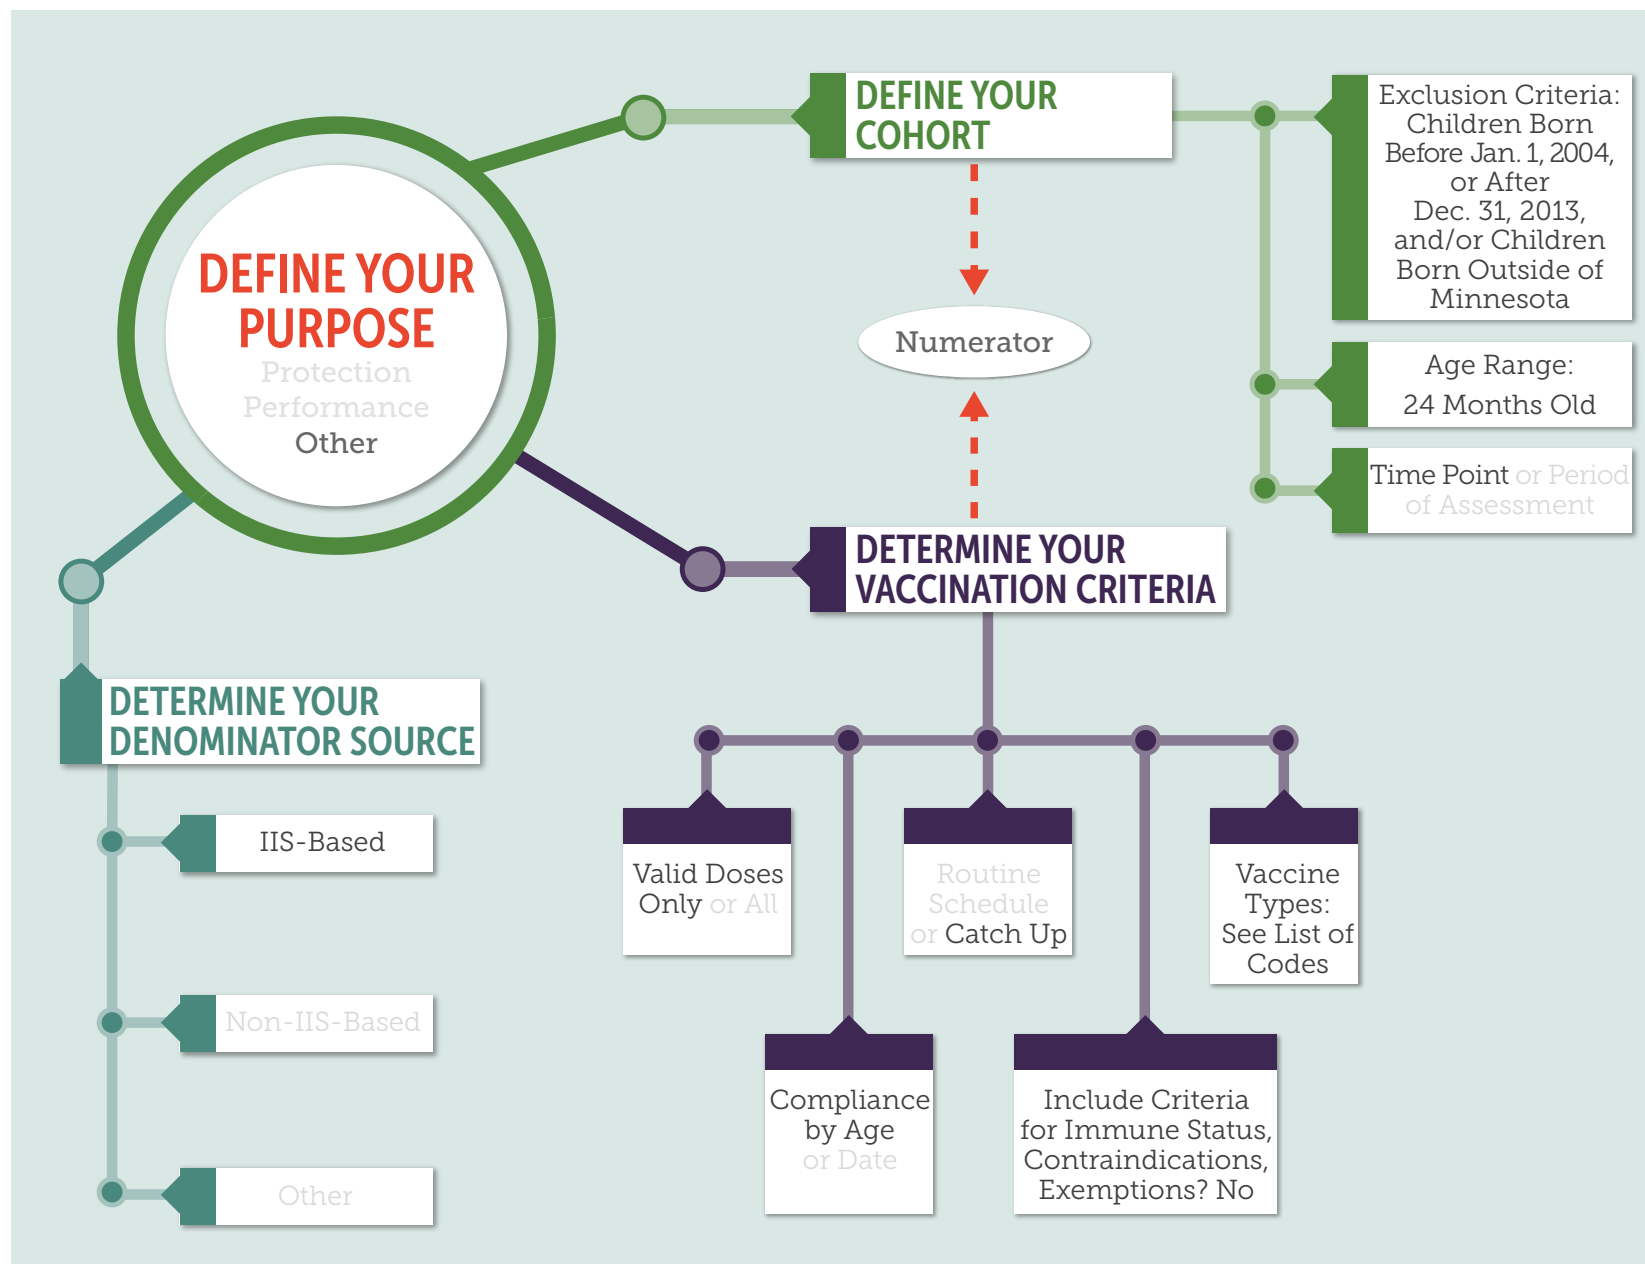 DEFINE YOUR
PURPOSE
Protection
Performance
Other
DEFINE YOUR
COHORT
Exclusion Criteria:
Children Born
Before Jan. 1, 2004,
or After
Dec. 31, 2013,
and/or Children
Born Outside of
Minnesota
Age Range:
24 Months Old
Time Point or Period
of Assessment
Numerator
DETERMINE YOUR
VACCINATION CRITERIA
Valid Doses
Only or All
Compliance
by Age
or Date
Routine
Schedule
or Catch Up
Include Criteria
for Immune Status,
Contraindications,
Exemptions? No
Vaccine
Types:
See List of
Codes
DETERMINE YOUR
DENOMINATOR SOURCE
IIS-Based
Non-IIS-Based
Other